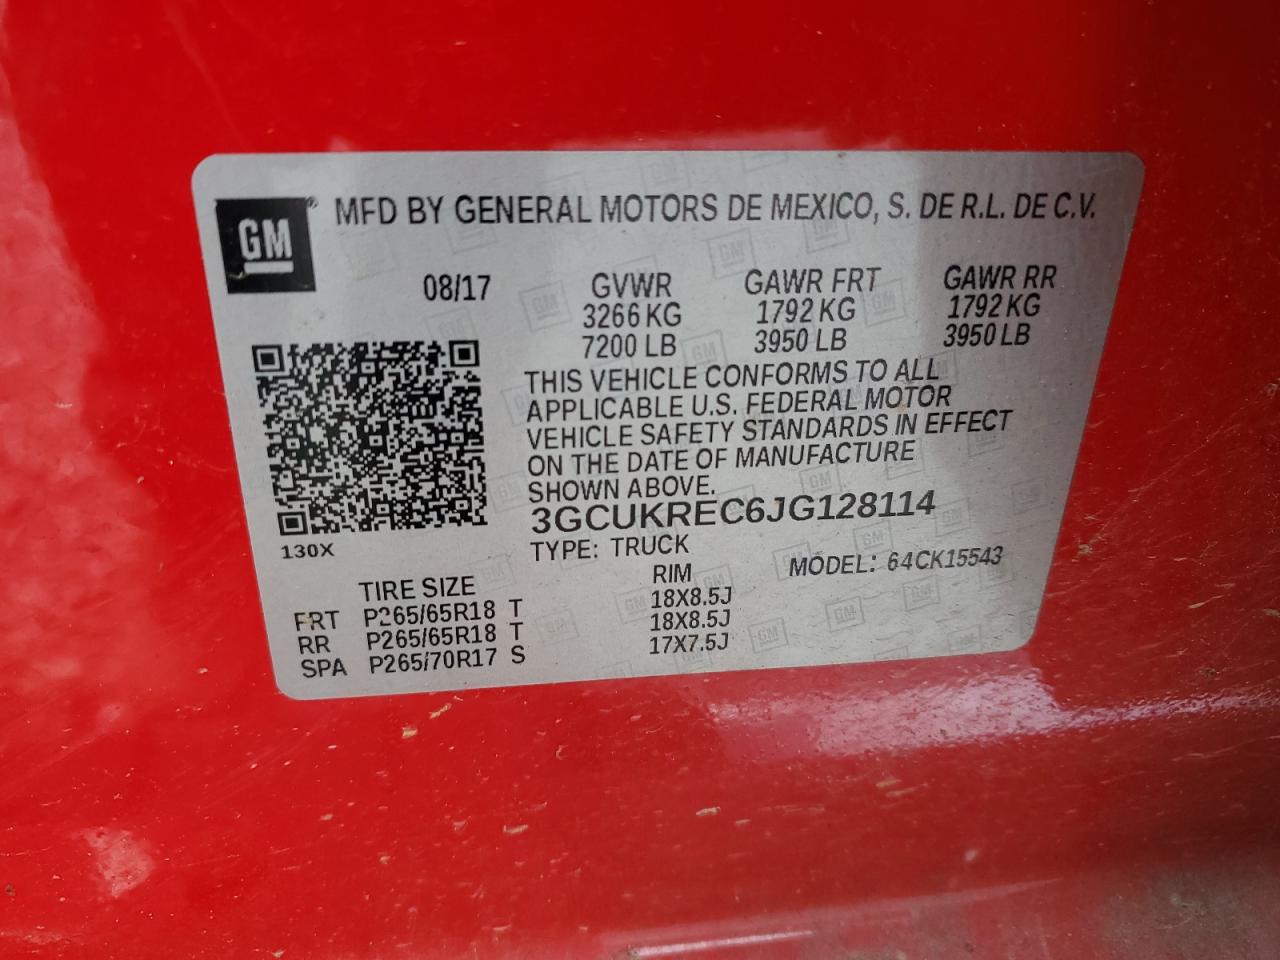 GM ® MFD BY GENERAL MOTORS DE MEXICO, S. DE R.L. DE C.V.
08/17 GVWR GAWR FRT GAWR RR
3266 KG 1792 KG 1792 KG
7200 LB 3950 LB 3950 LB
THIS VEHICLE CONFORMS TO ALL
APPLICABLE U.S. FEDERAL MOTOR
VEHICLE SAFETY STANDARDS IN EFFECT
ON THE DATE OF MANUFACTURE
SHOWN ABOVE.
3GCUKREC6JG128114
130X
TYPE: TRUCK MODEL: 64CK15543
TIRE SIZE RIM
FRT P265/65R18 T 18X8.5J
RR P265/65R18 T 18X8.5J
SPA P265/70R17 S 17X7.5J